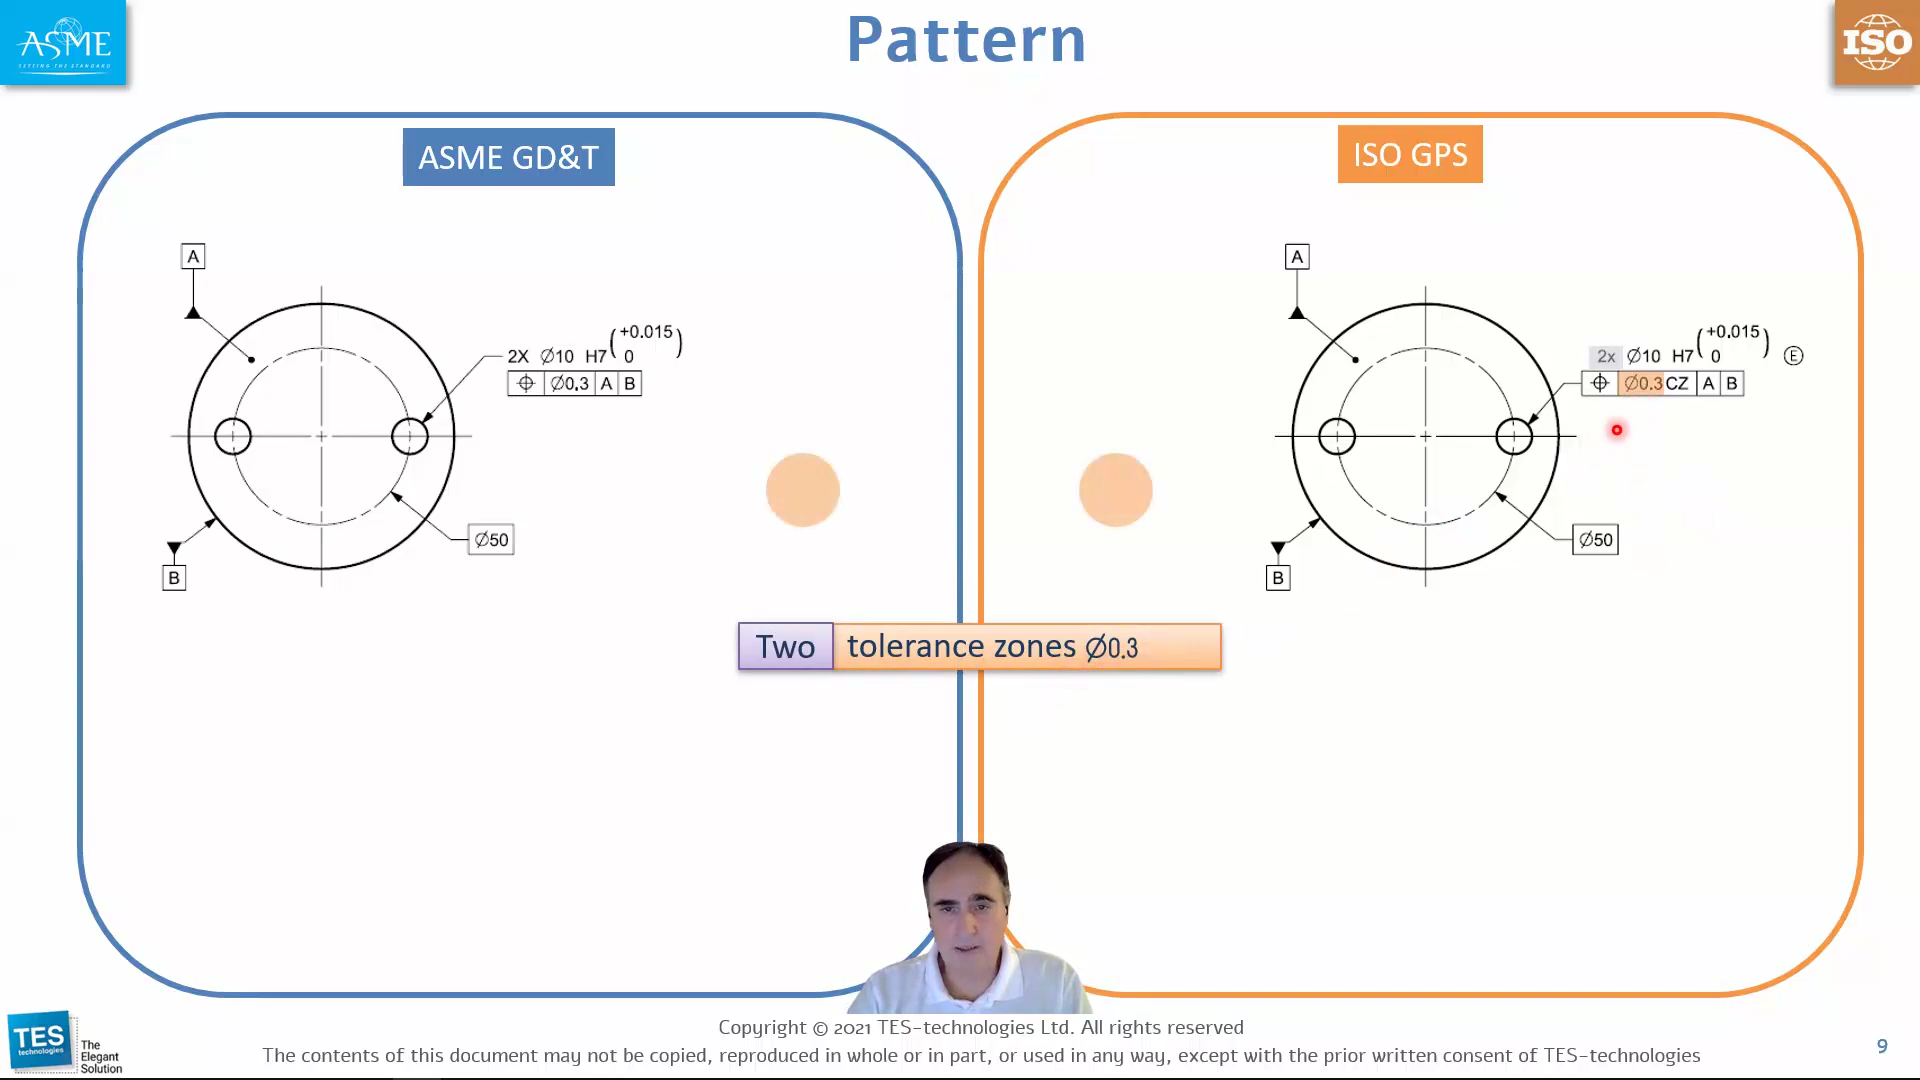 ASME
SETTING THE STANDARD
Pattern
ISO
ASME GD&T
ISO GPS
A
+0.015
2X Ø10 H7( 0 )
⌖ Ø0.3 A B
Ø50
B
A
+0.015
2x Ø10 H7( 0 ) Ⓔ
⌖ Ø0.3 CZ A B
Ø50
B
Two tolerance zones Ø0.3
TES
technologies
The
Elegant
Solution
Copyright © 2021 TES-technologies Ltd. All rights reserved
The contents of this document may not be copied, reproduced in whole or in part, or used in any way, except with the prior written consent of TES-technologies
9